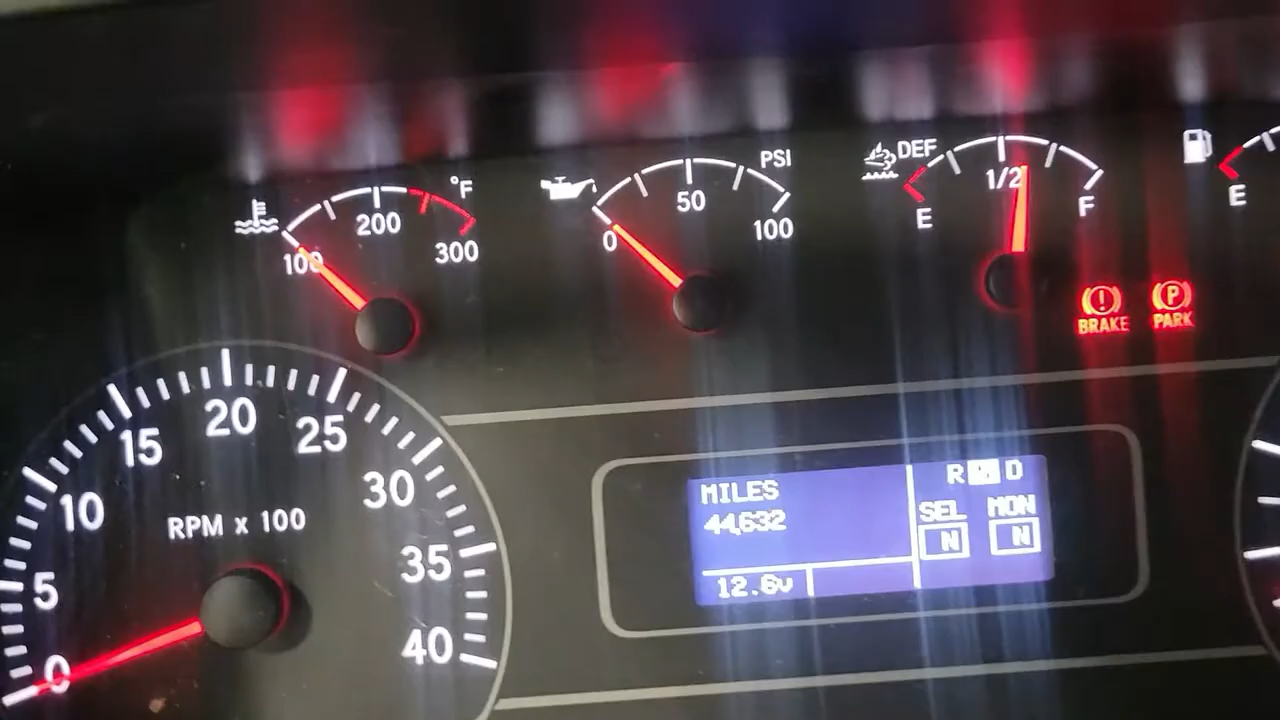 °F
100
200
300
PSI
0
50
100
DEF
E
1/2
F
E
BRAKE
P
PARK
0
5
10
15
20
25
30
35
40
RPM x 100
MILES
44,632
12.6v
R N D
SEL
MON
N
N